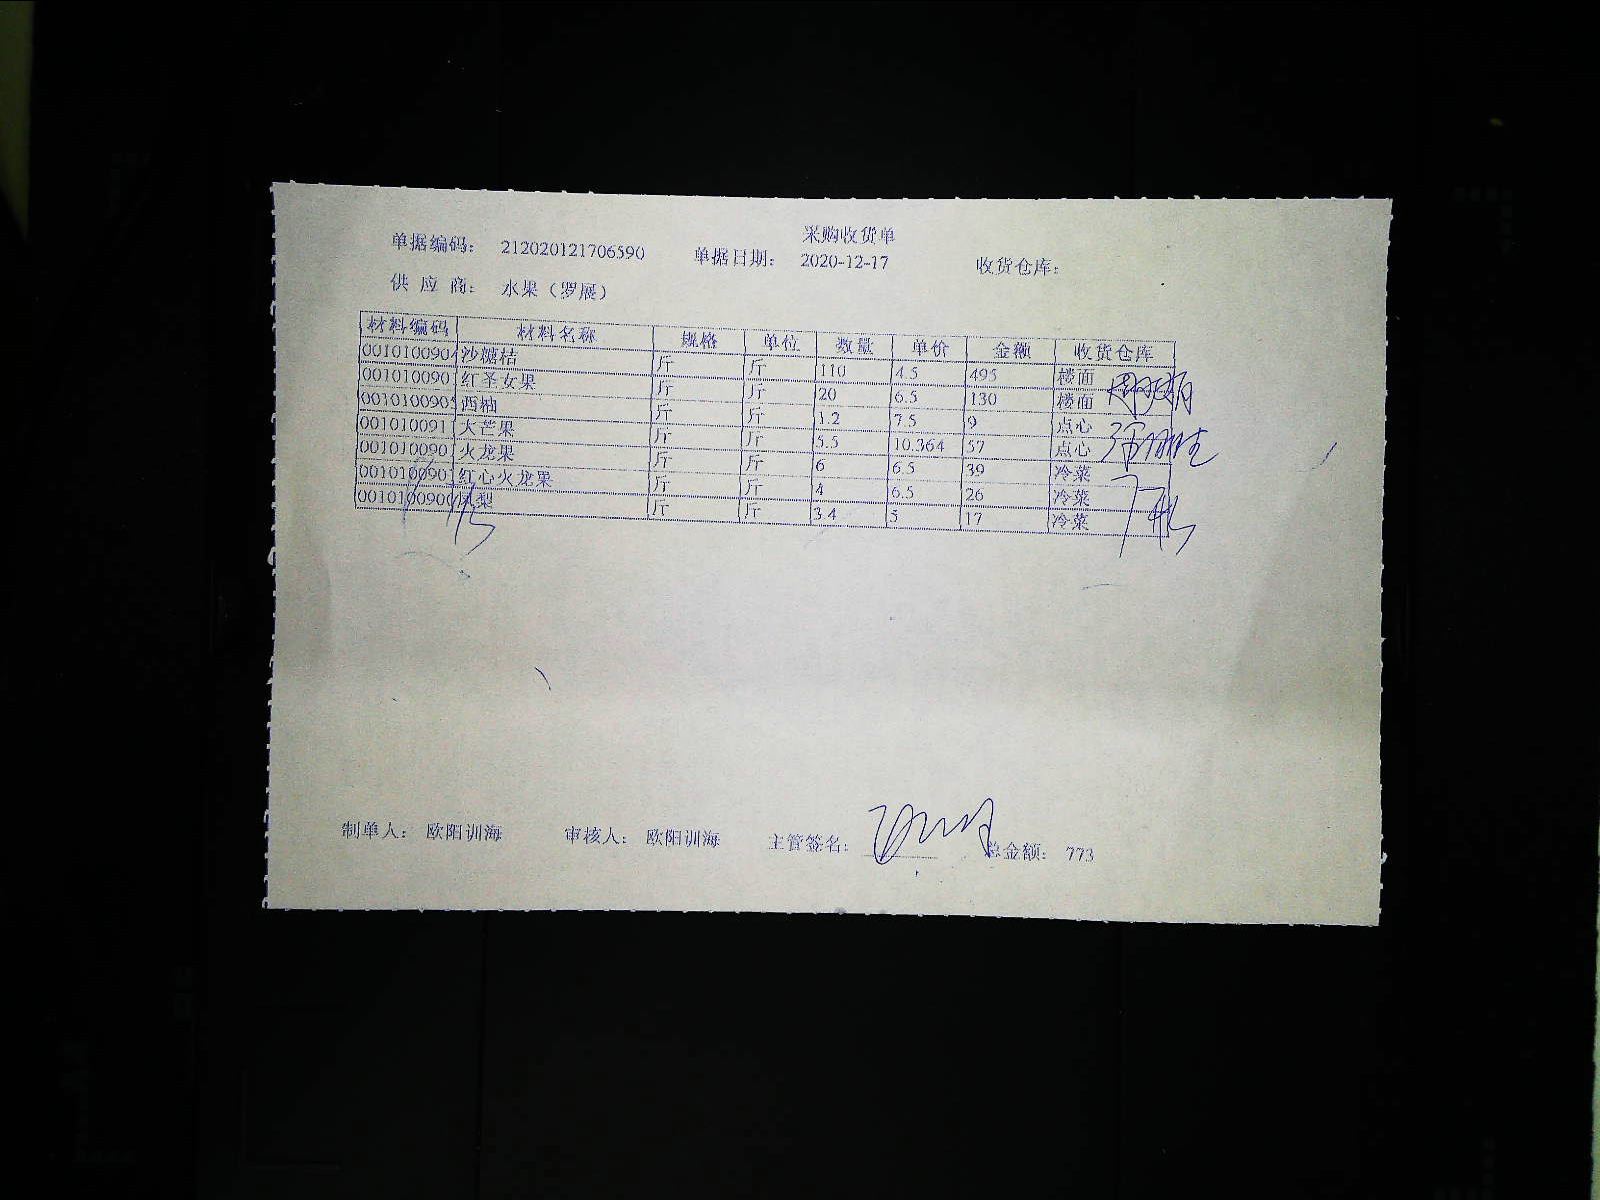 采购收货单
单据编码： 212020121706590 单据日期： 2020-12-17 收货仓库：
供 应 商： 水果（罗展）
材料编码 材料名称 规格 单位 数量 单价 金额 收货仓库
001010090 沙糖桔 斤 斤 110 4.5 495 楼面
001010090 红圣女果 斤 斤 20 6.5 130 楼面
001010090 西柚 斤 斤 1.2 7.5 9 点心
001010091 大芒果 斤 斤 5.5 10.364 57 点心
001010090 火龙果 斤 斤 6 6.5 39 冷菜
001010090 红心火龙果 斤 斤 4 6.5 26 冷菜
001010090 凤梨 斤 斤 3.4 5 17 冷菜
制单人： 欧阳训海 审核人： 欧阳训海 主管签名： 总金额： 773